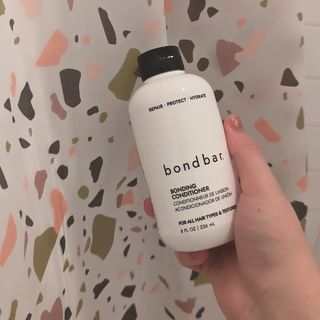 bondbar.
REPAIR • PROTECT • HYDRATE
bondbar.
BONDING
CONDITIONER
CONDITIONNEUR DE LIAISON
ACONDICIONADOR DE UNIÓN
FOR ALL HAIR TYPES & TEXTURES
8 FL OZ | 236 mL